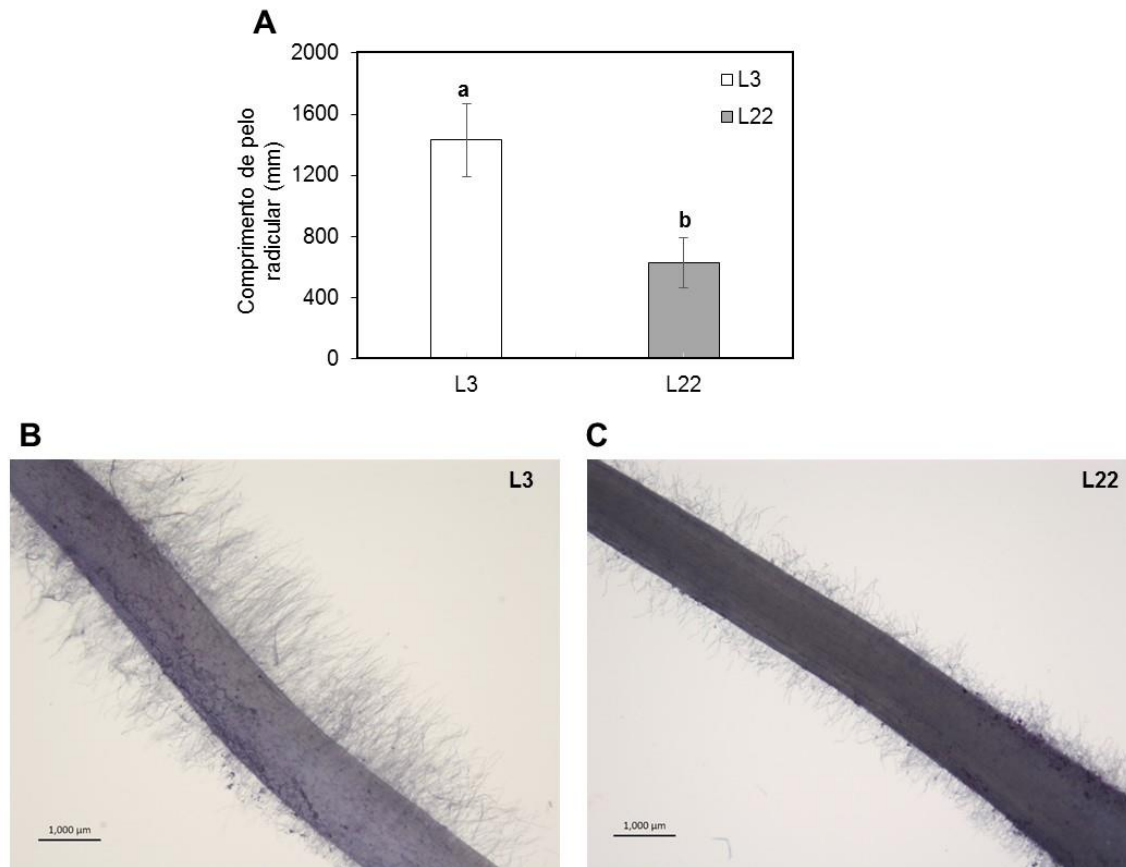 A
Comprimento de pelo
radicular (mm)
2000
1600
1200
800
400
0
a
b
L3
L22
L3
L22
B
L3
1,000 µm
C
L22
1,000 µm